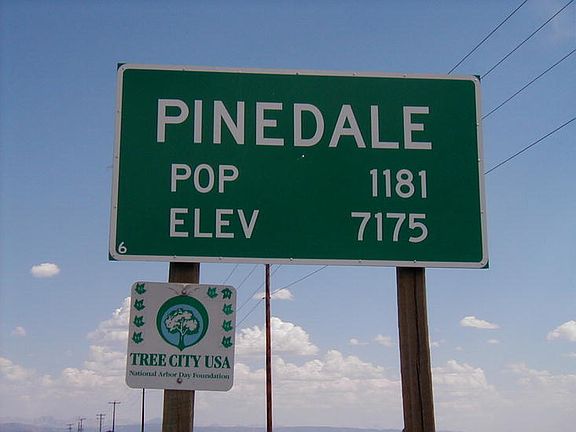 PINEDALE
POP 1181
ELEV 7175
6
TREE CITY USA
National Arbor Day Foundation